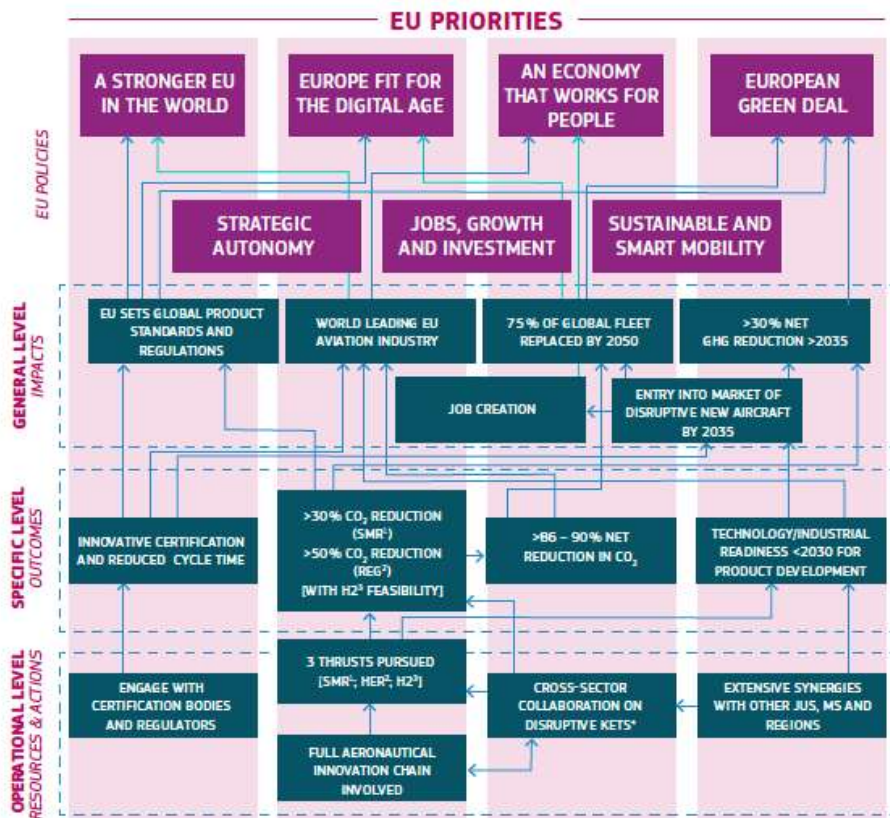 EU PRIORITIES
A STRONGER EU
IN THE WORLD
EUROPE FIT FOR
THE DIGITAL AGE
AN ECONOMY
THAT WORKS FOR
PEOPLE
EUROPEAN
GREEN DEAL
EU POLICIES
STRATEGIC
AUTONOMY
JOBS, GROWTH
AND INVESTMENT
SUSTAINABLE AND
SMART MOBILITY
GENERAL LEVEL
IMPACTS
EU SETS GLOBAL PRODUCT
STANDARDS AND
REGULATIONS
WORLD LEADING EU
AVIATION INDUSTRY
75% OF GLOBAL FLEET
REPLACED BY 2050
>30% NET
GHG REDUCTION >2035
JOB CREATION
ENTRY INTO MARKET OF
DISRUPTIVE NEW AIRCRAFT
BY 2035
SPECIFIC LEVEL
OUTCOMES
INNOVATIVE CERTIFICATION
AND REDUCED CYCLE TIME
>30% CO₂ REDUCTION
(SMR¹)
>50% CO₂ REDUCTION
(REG²)
[WITH H2³ FEASIBILITY]
>86 – 90% NET
REDUCTION IN CO₂
TECHNOLOGY/INDUSTRIAL
READINESS <2030 FOR
PRODUCT DEVELOPMENT
OPERATIONAL LEVEL
RESOURCES & ACTIONS
ENGAGE WITH
CERTIFICATION BODIES
AND REGULATORS
3 THRUSTS PURSUED
[SMR¹; HER²; H2³]
CROSS-SECTOR
COLLABORATION ON
DISRUPTIVE KETS⁴
EXTENSIVE SYNERGIES
WITH OTHER JUS, MS AND
REGIONS
FULL AERONAUTICAL
INNOVATION CHAIN
INVOLVED